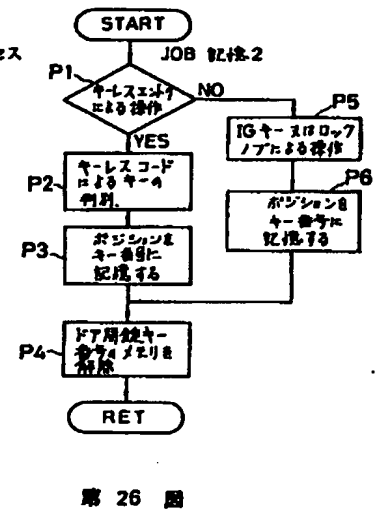 セス
START
JOB 記憶2
P1
キーレスエントリ
による操作
NO
YES
P5
IGキー又はロック
ノブによる操作
P2
キーレスコード
によるキーの
判別.
P6
ポジションを
キー番号に
記憶する
P3
ポジションを
キー番号に
記憶する
P4
ドア開錠キー
番号のメモリを
解除
RET
第 26 図